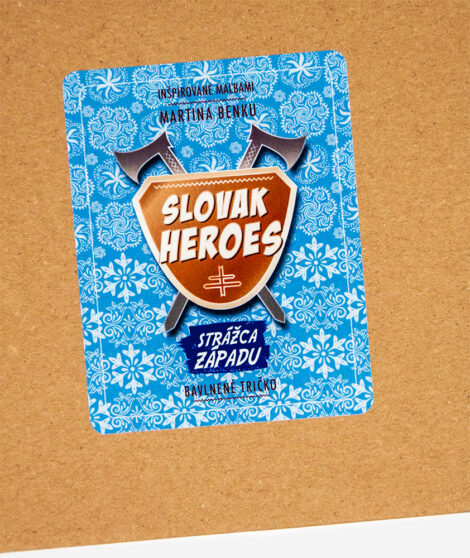 INŠPIROVANÉ MAĽBAMI
MARTINA BENKU
SLOVAK
HEROES
STRÁŽCA
ZÁPADU
BAVLNENÉ TRIČKO